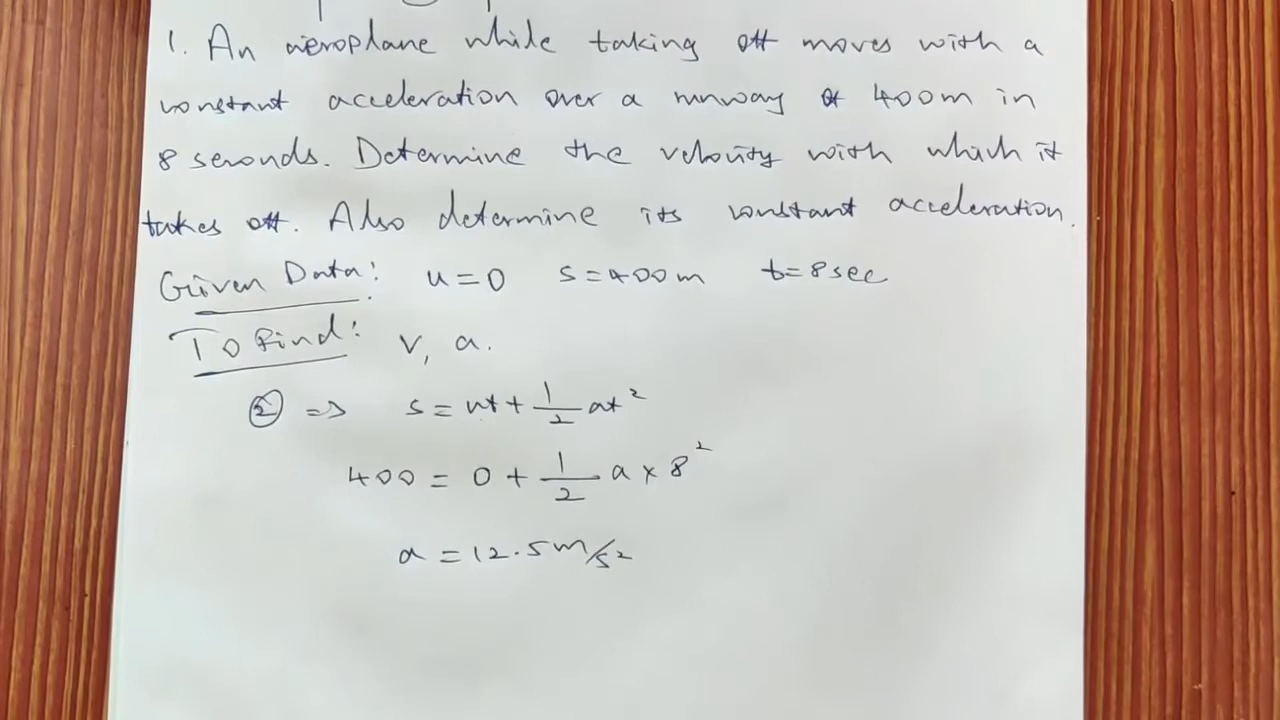 1. An aeroplane while taking off moves with a
constant acceleration over a runway of 400m in
8 seconds. Determine the velocity with which it
takes off. Also determine its constant acceleration.
Given Data: u=0 s=400m t=8sec
To Find: v, a.
② => s = ut + 1/2 at²
400 = 0 + 1/2 a × 8²
a = 12.5 m/s²